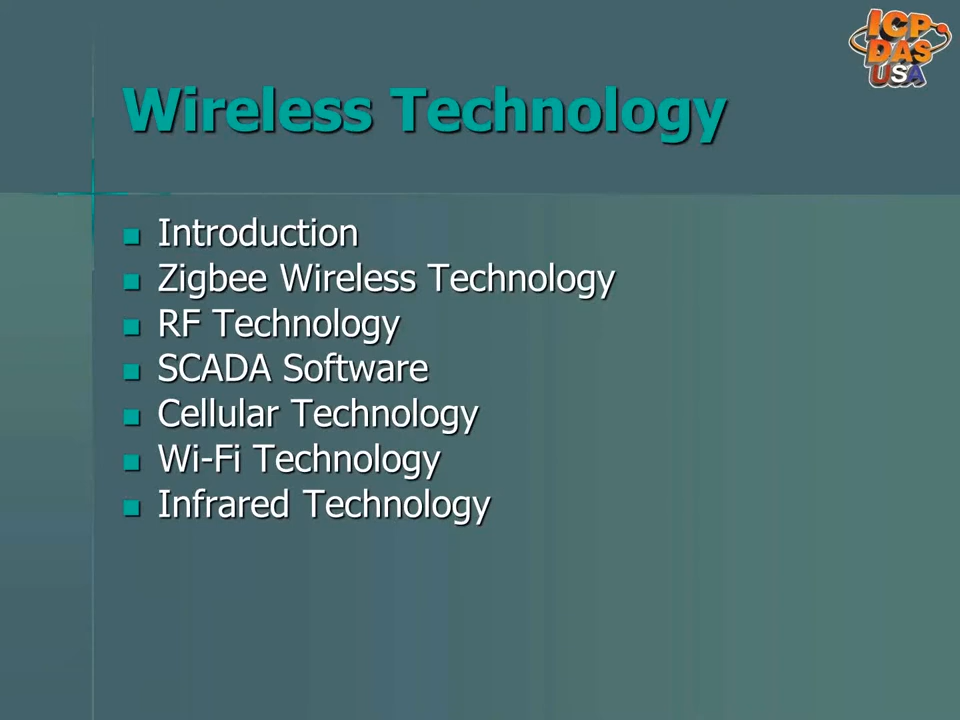 ICP
DAS
USA
Wireless Technology
Introduction
Zigbee Wireless Technology
RF Technology
SCADA Software
Cellular Technology
Wi-Fi Technology
Infrared Technology